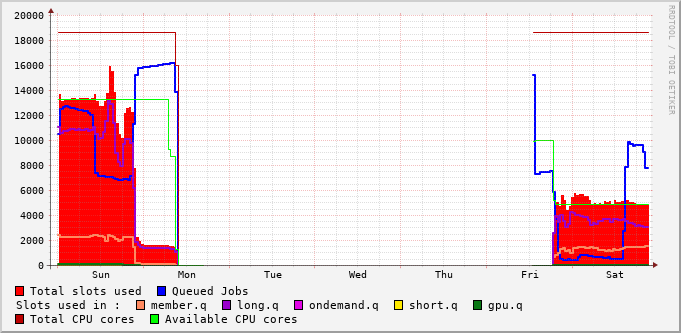 20000
18000
16000
14000
12000
10000
8000
6000
4000
2000
0
Sun Mon Tue Wed Thu Fri Sat
Total slots used Queued Jobs
Slots used in : member.q long.q ondemand.q short.q gpu.q
Total CPU cores Available CPU cores
RRDTOOL / TOBI OETIKER